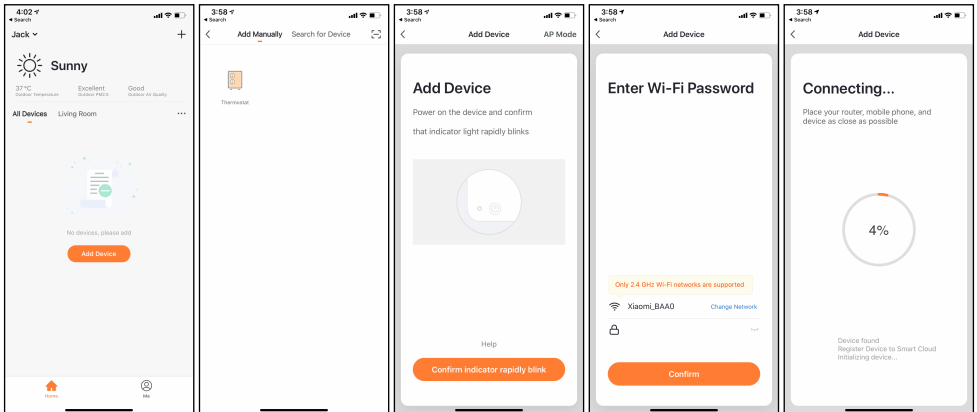 4:02
Search
Jack
Sunny
37°C
Excellent
Good
Outdoor Temperature
Outdoor PM2.5
Outdoor Air Quality
All Devices
Living Room
No devices, please add
Add Device
Home
Me
3:58
Search
Add Manually
Search for Device
Thermostat
3:58
Search
Add Device
AP Mode
Add Device
Power on the device and confirm
that indicator light rapidly blinks
Help
Confirm indicator rapidly blink
3:58
Search
Add Device
Enter Wi-Fi Password
Only 2.4 GHz Wi-Fi networks are supported
Xiaomi_BAA0
Change Network
Confirm
3:58
Search
Add Device
Connecting...
Place your router, mobile phone, and
device as close as possible
4%
Device found
Register Device to Smart Cloud
Initializing device...